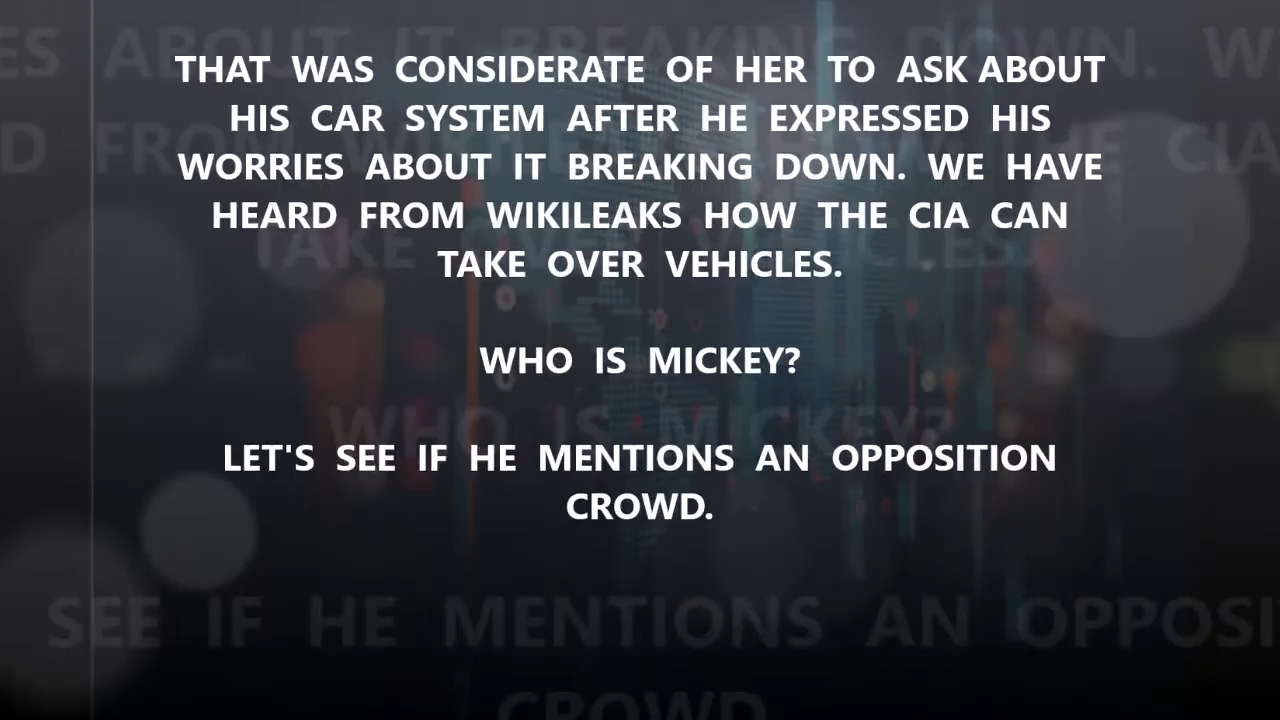 THAT WAS CONSIDERATE OF HER TO ASK ABOUT
HIS CAR SYSTEM AFTER HE EXPRESSED HIS
WORRIES ABOUT IT BREAKING DOWN. WE HAVE
HEARD FROM WIKILEAKS HOW THE CIA CAN
TAKE OVER VEHICLES.
WHO IS MICKEY?
LET'S SEE IF HE MENTIONS AN OPPOSITION
CROWD.